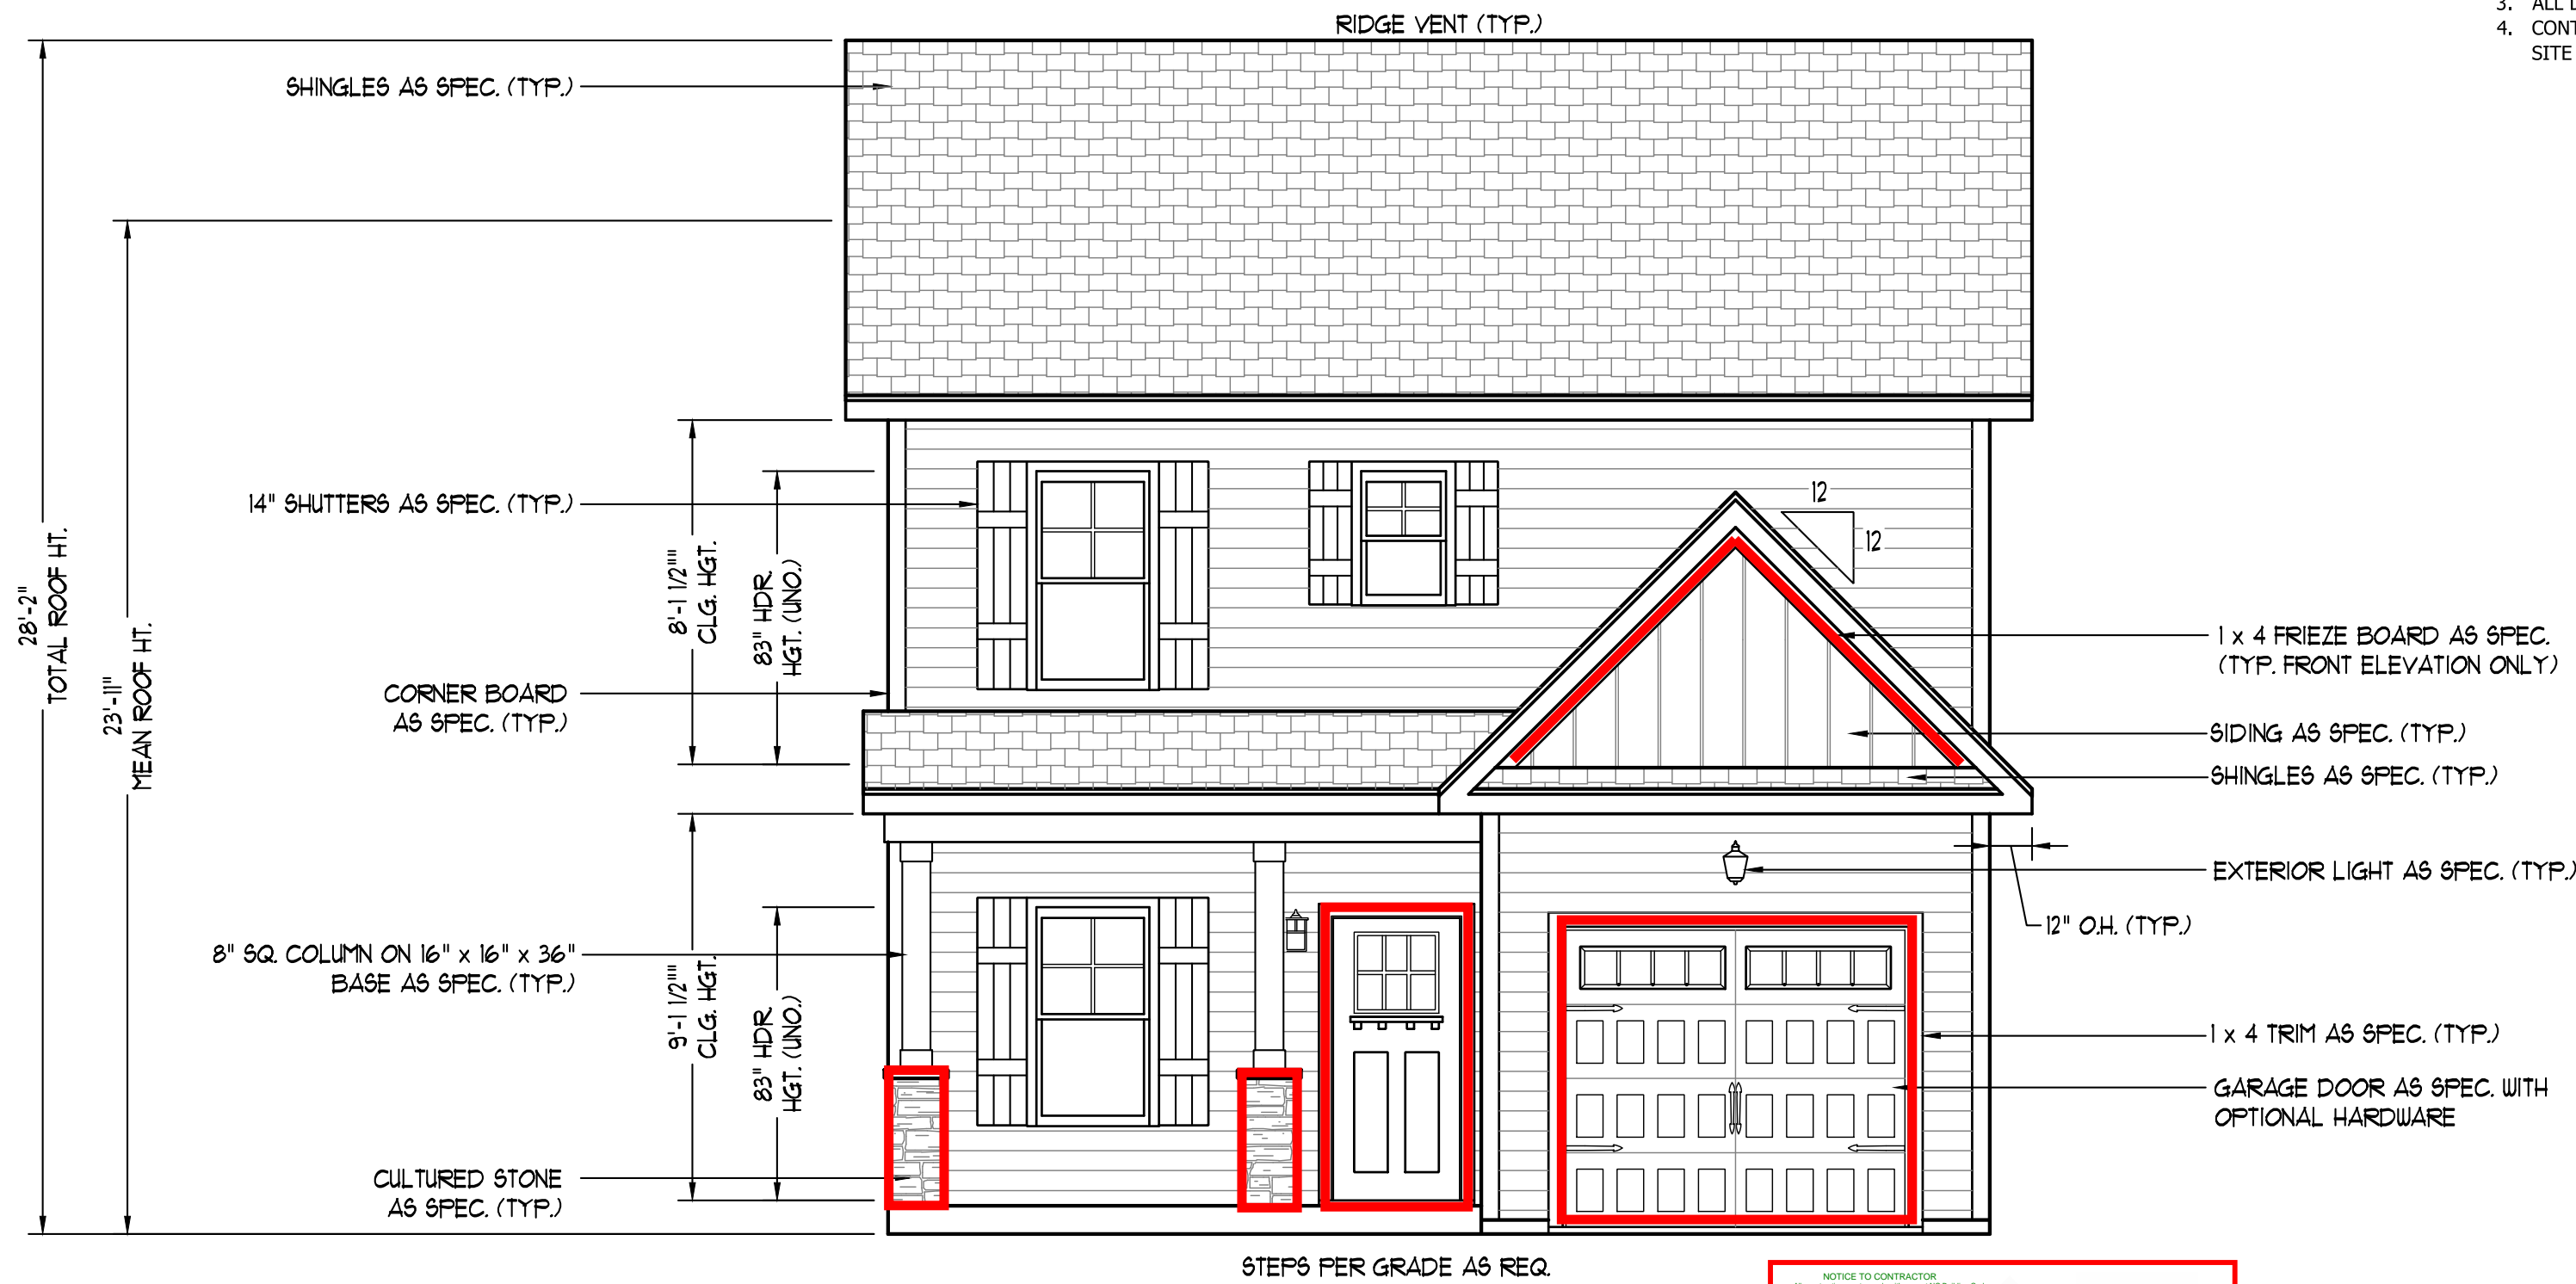 RIDGE VENT (TYP.)
3. ALL
4. CONT
SITE
SHINGLES AS SPEC. (TYP.)
28'-2"
TOTAL ROOF HT.
23'-11"
MEAN ROOF HT.
14" SHUTTERS AS SPEC. (TYP.)
8'-1 1/2""
CLG. HGT.
83" HDR.
HGT. (UNO.)
12
12
CORNER BOARD
AS SPEC. (TYP.)
1 x 4 FRIEZE BOARD AS SPEC.
(TYP. FRONT ELEVATION ONLY)
SIDING AS SPEC. (TYP.)
SHINGLES AS SPEC. (TYP.)
EXTERIOR LIGHT AS SPEC. (TYP.)
12" O.H. (TYP.)
8" SQ. COLUMN ON 16" x 16" x 36"
BASE AS SPEC. (TYP.)
9'-1 1/2""
CLG. HGT.
83" HDR.
HGT. (UNO.)
1 x 4 TRIM AS SPEC. (TYP.)
GARAGE DOOR AS SPEC. WITH
OPTIONAL HARDWARE
CULTURED STONE
AS SPEC. (TYP.)
STEPS PER GRADE AS REQ.
NOTICE TO CONTRACTOR